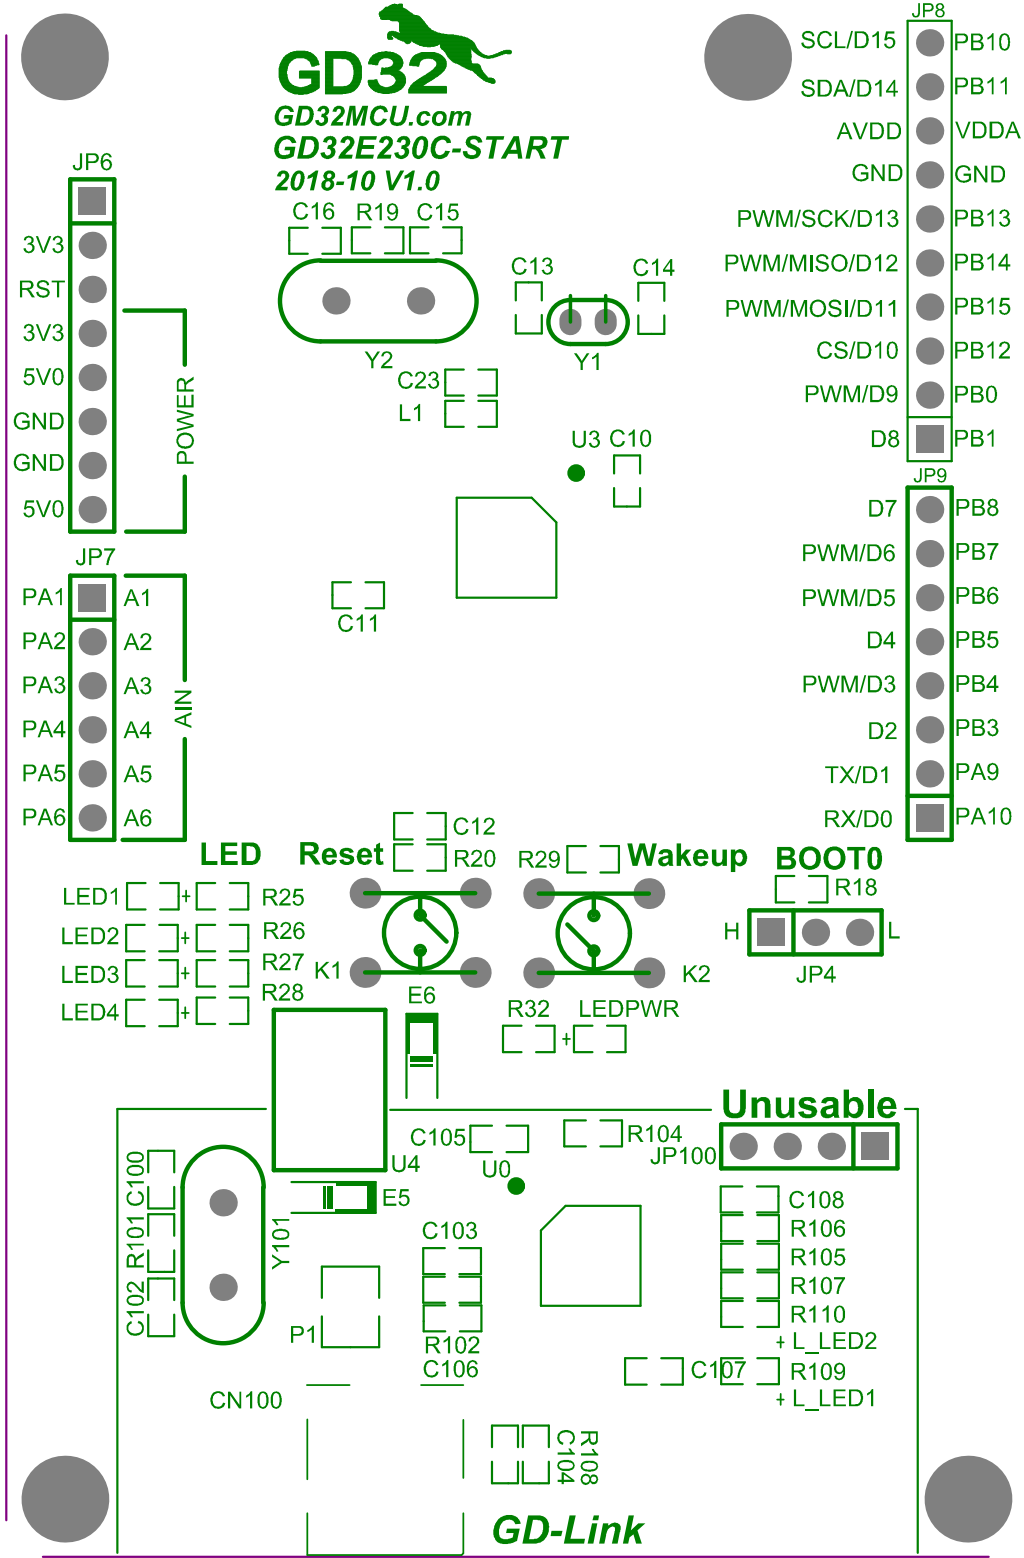 GD32
GD32MCU.com
GD32E230C-START
2018-10 V1.0
JP8
SCL/D15 PB10
SDA/D14 PB11
AVDD VDDA
GND GND
PWM/SCK/D13 PB13
PWM/MISO/D12 PB14
PWM/MOSI/D11 PB15
CS/D10 PB12
PWM/D9 PB0
D8 PB1
JP9
D7 PB8
PWM/D6 PB7
PWM/D5 PB6
D4 PB5
PWM/D3 PB4
D2 PB3
TX/D1 PA9
RX/D0 PA10
JP6
3V3
RST
3V3
5V0
GND
GND
5V0
POWER
JP7
PA1 A1
PA2 A2
PA3 A3
PA4 A4
PA5 A5
PA6 A6
AIN
C16 R19 C15
Y2
C13 C14
Y1
C23
L1
U3 C10
C11
C12
R20
LED Reset
R29 Wakeup
BOOT0
R18
H L
JP4
LED1 + R25
LED2 + R26
LED3 + R27
LED4 + R28
K1 K2
E6
R32 LEDPWR
+
U4
Unusable
C105
U0
R104
JP100
E5
C100
R101
C102
Y101
C103
P1
R102
C106
CN100
C108
R106
R105
R107
R110
+ L_LED2
C107
R109
+ L_LED1
C104
R108
GD-Link